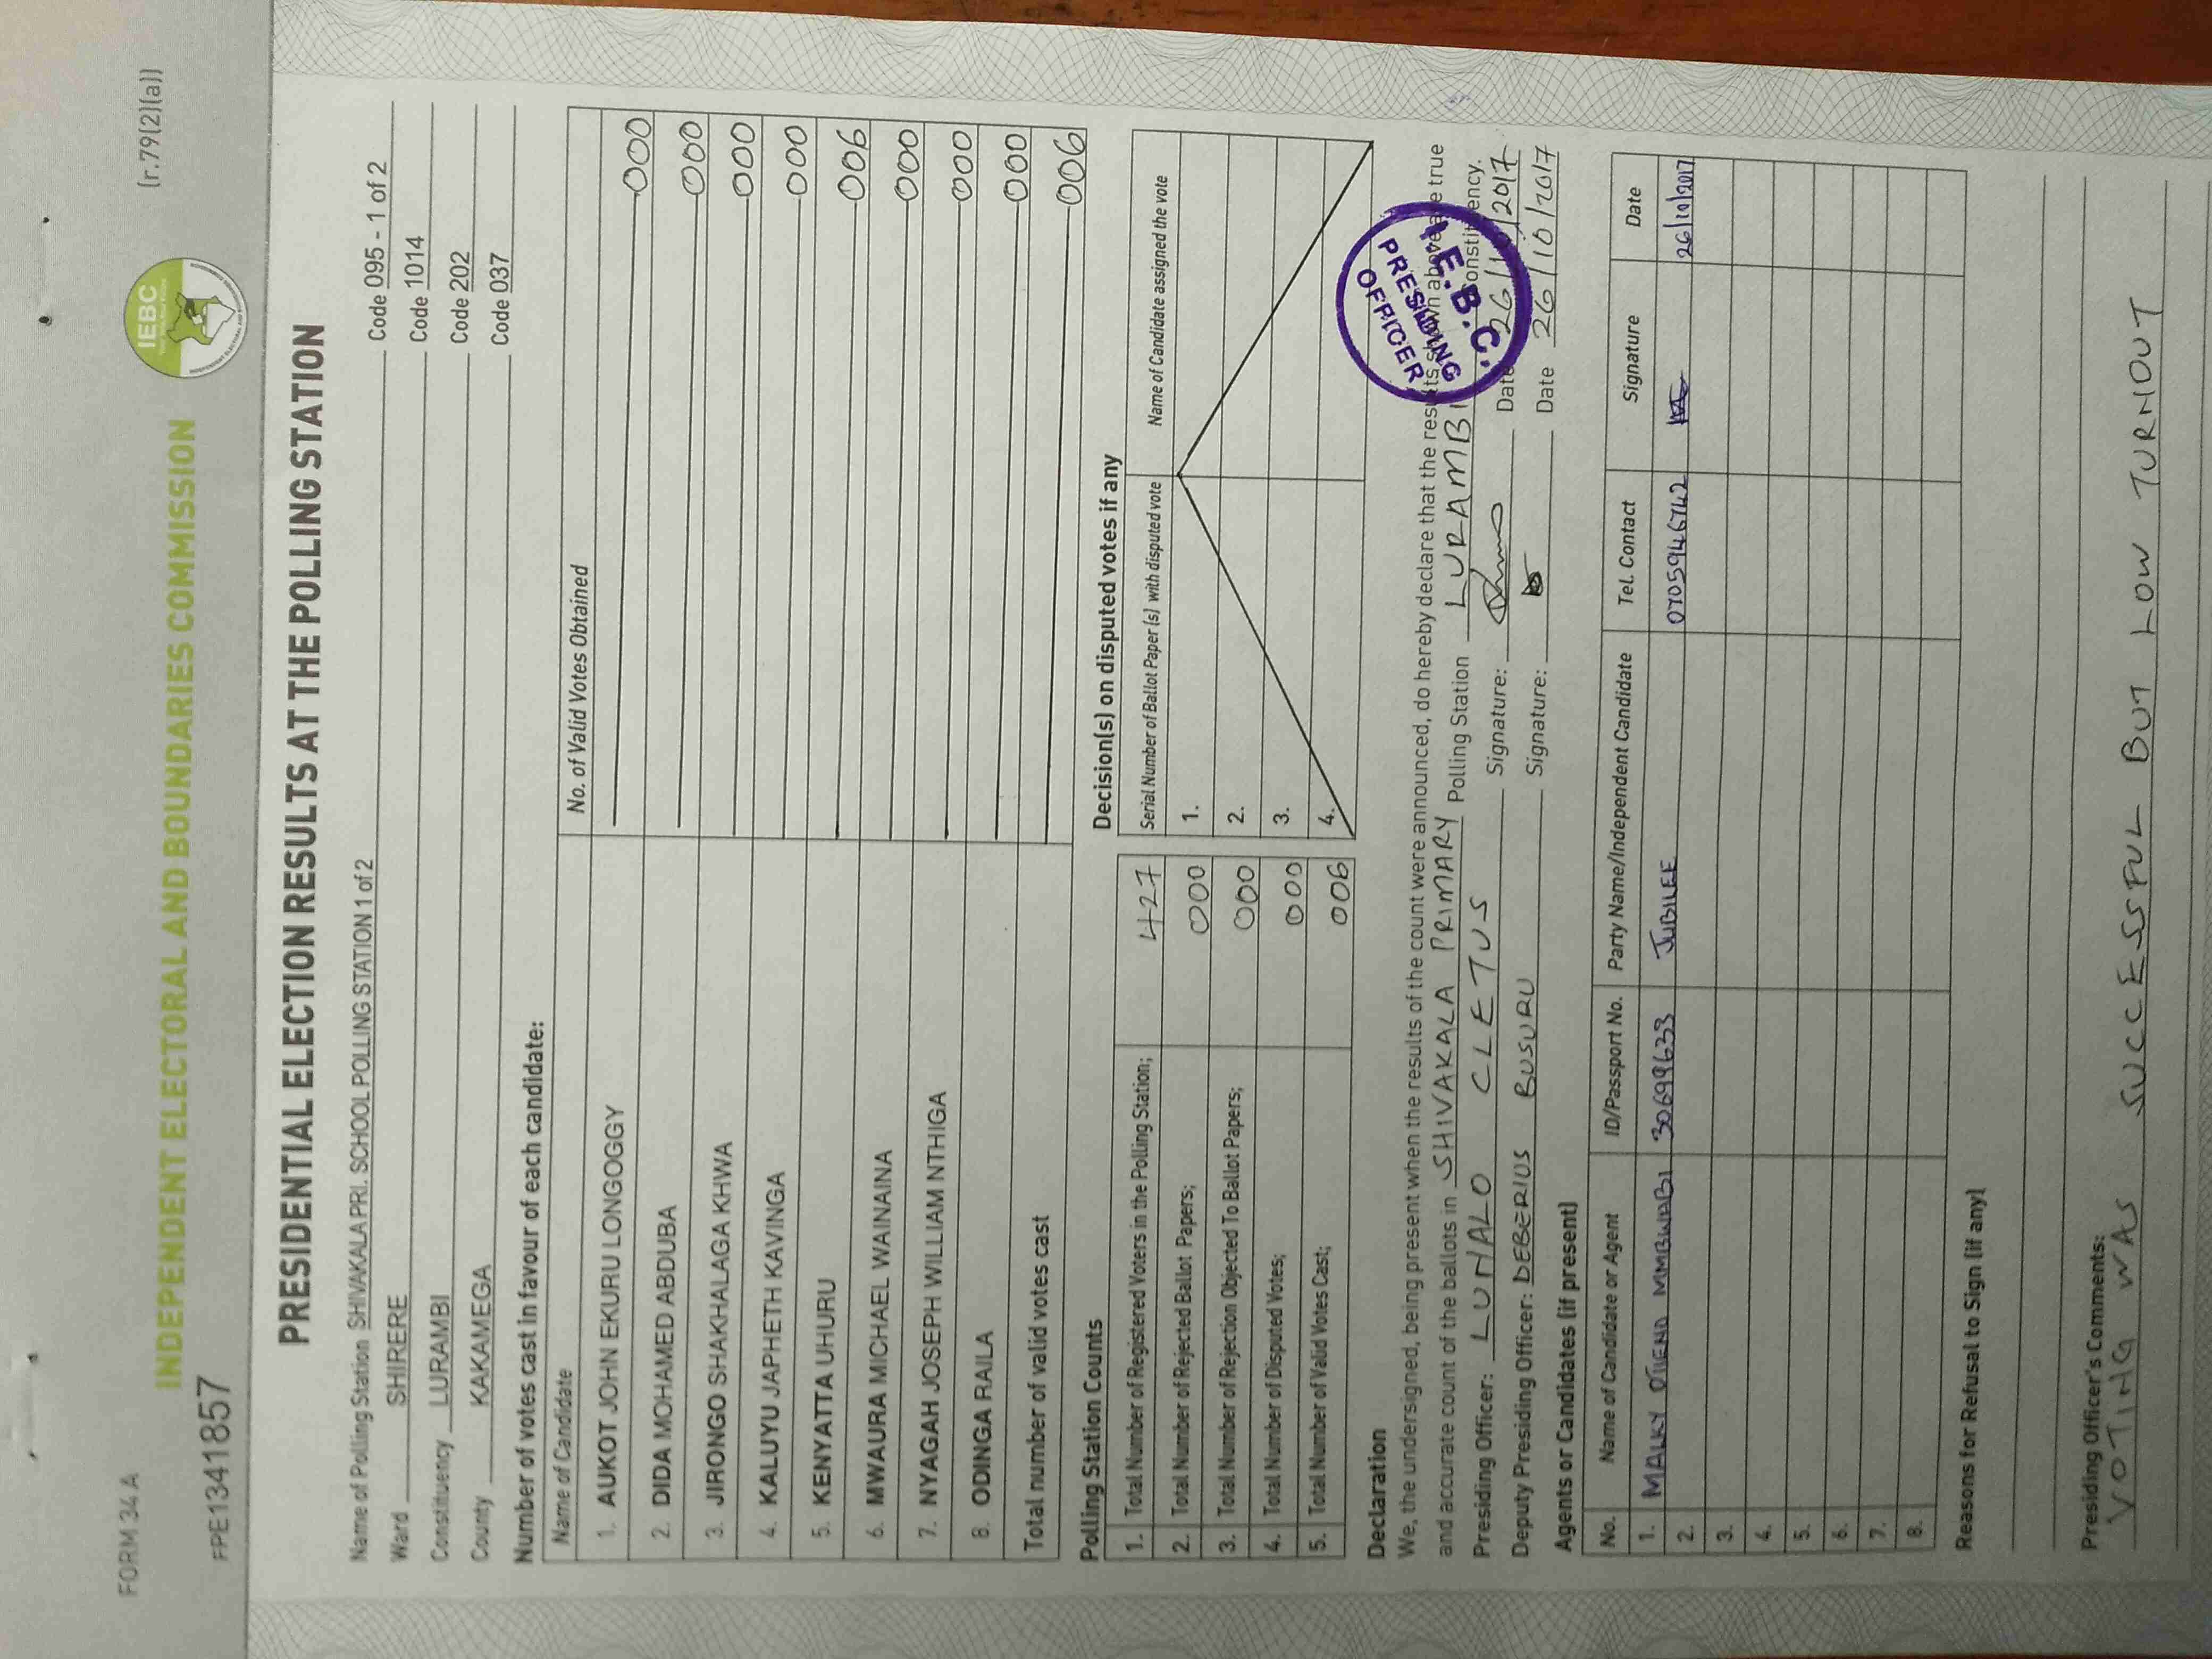 FORM 34 A
(r.79(2)(a))
IEBC
INDEPENDENT ELECTORAL AND BOUNDARIES COMMISSION
FPE1341857
PRESIDENTIAL ELECTION RESULTS AT THE POLLING STATION
Name of Polling Station SHIVAKALA PRI. SCHOOL POLLING STATION 1 of 2 Code 095 - 1 of 2
Ward SHIRERE Code 1014
Constituency LURAMBI Code 202
County KAKAMEGA Code 037
Number of votes cast in favour of each candidate:
Name of Candidate No. of Valid Votes Obtained
1. AUKOT JOHN EKURU LONGOGGY 000
2. DIDA MOHAMED ABDUBA 000
3. JIRONGO SHAKHALAGA KHWA 000
4. KALUYU JAPHETH KAVINGA 000
5. KENYATTA UHURU 006
6. MWAURA MICHAEL WAINAINA 000
7. NYAGAH JOSEPH WILLIAM NTHIGA 000
8. ODINGA RAILA 000
Total number of valid votes cast 006
Polling Station Counts
1. Total Number of Registered Voters in the Polling Station; 427
2. Total Number of Rejected Ballot Papers; 000
3. Total Number of Rejection Objected To Ballot Papers; 000
4. Total Number of Disputed Votes; 000
5. Total Number of Valid Votes Cast; 006
Decision(s) on disputed votes if any
Serial Number of Ballot Paper (s) with disputed vote Name of Candidate assigned the vote
1.
2.
3.
4.
Declaration
We, the undersigned, being present when the results of the count were announced, do hereby declare that the results shown above are true
and accurate count of the ballots in SHIVAKALA PRIMARY Polling Station LURAMBI Constituency.
Presiding Officer: LUHALO CLETUS Signature: Date 26/10/2017
Deputy Presiding Officer: DEBERIUS BUSURU Signature: Date 26/10/2017
I.E.B.C.
PRESIDING
OFFICER
Agents or Candidates (if present)
No. Name of Candidate or Agent ID/Passport No. Party Name/Independent Candidate Tel. Contact Signature Date
1. MALKY OTIENO 30699633 JUBILEE 0705946742 26/10/2017
2.
3.
4.
5.
6.
7.
8.
Reasons for Refusal to Sign (if any)
Presiding Officer's Comments:
VOTING WAS SUCCESSFUL BUT LOW TURNOUT